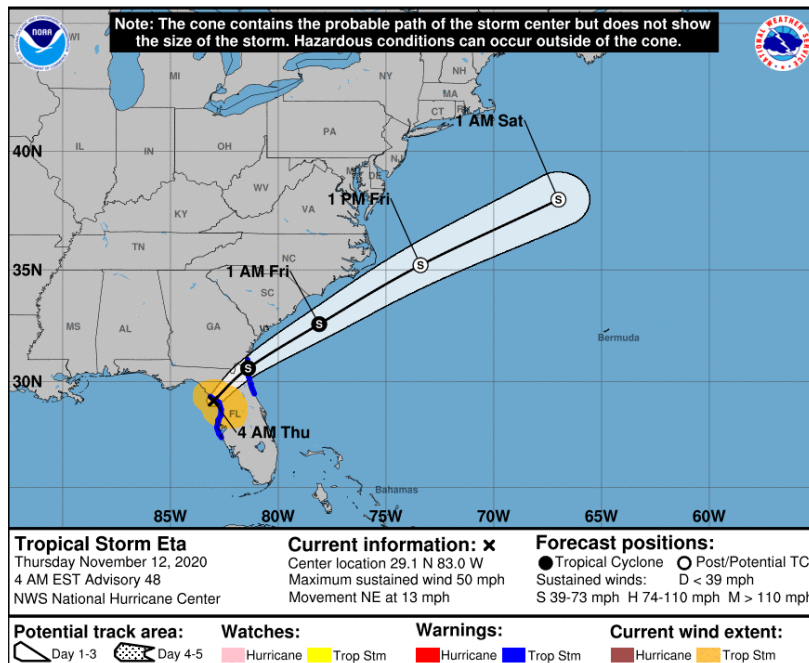 Note: The cone contains the probable path of the storm center but does not show
the size of the storm. Hazardous conditions can occur outside of the cone.
NOAA
NATIONAL WEATHER SERVICE
WI
MI
NY
NH
MA
CT
RI
1 AM Sat
40N
IL
IN
OH
PA
NJ
DE
WV
VA
1 PM Fri
KY
TN
NC
35N
1 AM Fri
SC
MS
AL
GA
S
S
S
S
Bermuda
30N
FL
4 AM Thu
Bahamas
85W
80W
75W
70W
65W
60W
Tropical Storm Eta
Thursday November 12, 2020
4 AM EST Advisory 48
NWS National Hurricane Center
Current information: x
Center location 29.1 N 83.0 W
Maximum sustained wind 50 mph
Movement NE at 13 mph
Forecast positions:
Tropical Cyclone Post/Potential TC
Sustained winds: D < 39 mph
S 39-73 mph H 74-110 mph M > 110 mph
Potential track area:
Day 1-3 Day 4-5
Watches:
Hurricane Trop Stm
Warnings:
Hurricane Trop Stm
Current wind extent:
Hurricane Trop Stm